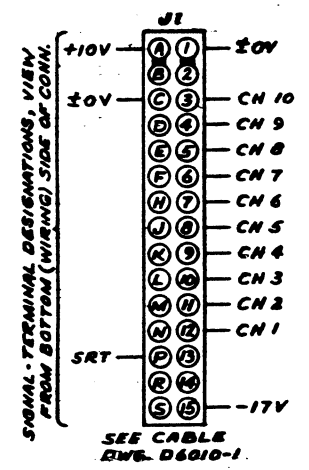 J1
+10V A 1 ±0V
B 2
±0V C 3 CH 10
D 4 CH 9
E 5 CH 8
F 6 CH 7
H 7 CH 6
J 8 CH 5
K 9 CH 4
L 10 CH 3
M 11 CH 2
N 12 CH 1
SRT P 13
R 14
S 15 -17V
SIGNAL-TERMINAL DESIGNATIONS, VIEW
FROM BOTTOM (WIRING) SIDE OF CONN.
SEE CABLE
DWG. D6010-1